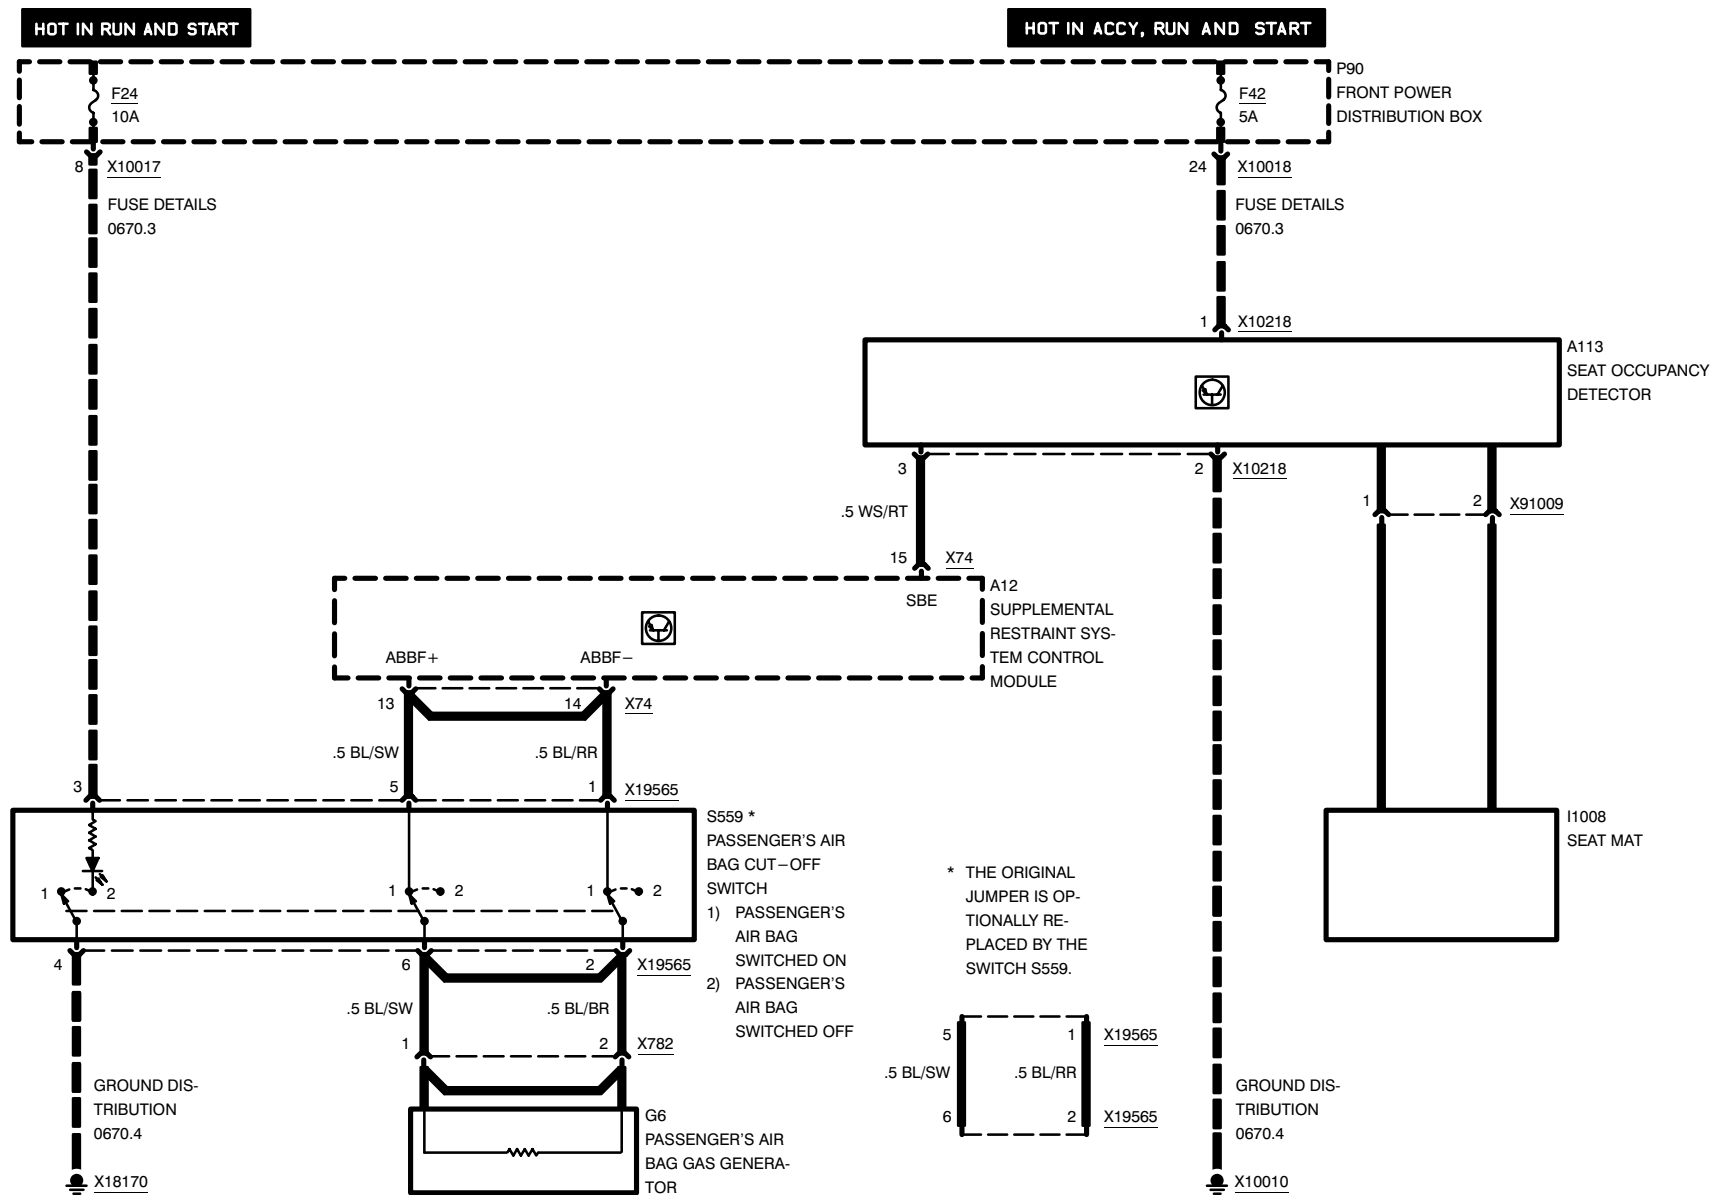 HOT IN RUN AND START
HOT IN ACCY, RUN AND START
P90
FRONT POWER
DISTRIBUTION BOX
F24
10A
F42
5A
8 X10017
24 X10018
FUSE DETAILS
0670.3
FUSE DETAILS
0670.3
1 X10218
A113
SEAT OCCUPANCY
DETECTOR
3
2 X10218
1
2 X91009
.5 WS/RT
15 X74
SBE
A12
SUPPLEMENTAL
RESTRAINT SYS-
TEM CONTROL
MODULE
ABBF+
ABBF−
13
14 X74
.5 BL/SW
.5 BL/RR
3
5
1 X19565
S559 *
PASSENGER'S AIR
BAG CUT−OFF
SWITCH
1) PASSENGER'S
AIR BAG
SWITCHED ON
2) PASSENGER'S
AIR BAG
SWITCHED OFF
1 2
1 2
1 2
I1008
SEAT MAT
* THE ORIGINAL
JUMPER IS OP-
TIONALLY RE-
PLACED BY THE
SWITCH S559.
4
6
2 X19565
.5 BL/SW
.5 BL/BR
1
2 X782
5
1 X19565
.5 BL/SW
.5 BL/RR
6
2 X19565
GROUND DIS-
TRIBUTION
0670.4
X18170
G6
PASSENGER'S AIR
BAG GAS GENERA-
TOR
GROUND DIS-
TRIBUTION
0670.4
X10010